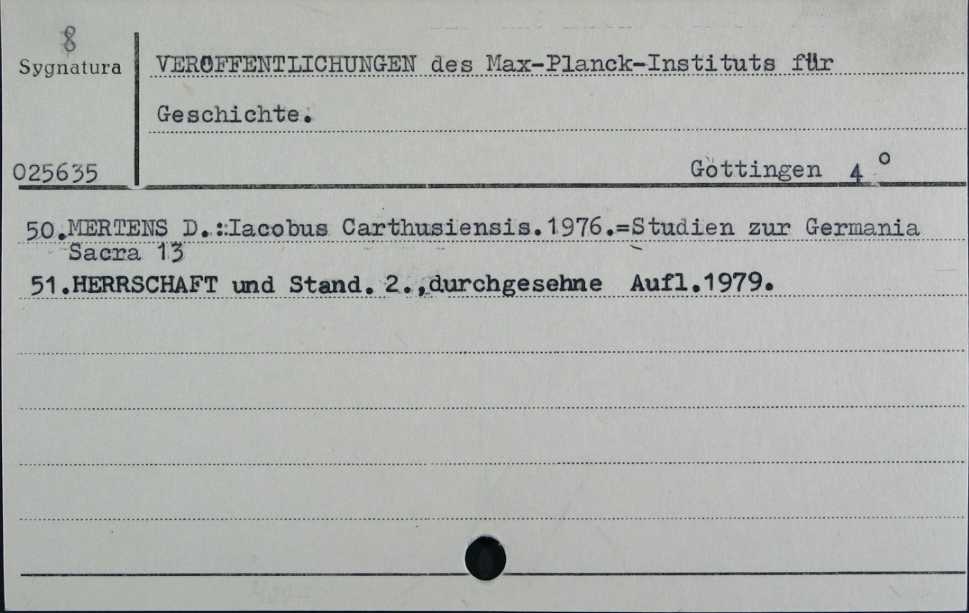 8
Sygnatura
VERÖFFENTLICHUNGEN des Max-Planck-Instituts für
Geschichte.
025635
Göttingen 4°
50.MERTENS D.::Iacobus Carthusiensis.1976.=Studien zur Germania
Sacra 13
51.HERRSCHAFT und Stand. 2.,durchgesehne Aufl.1979.